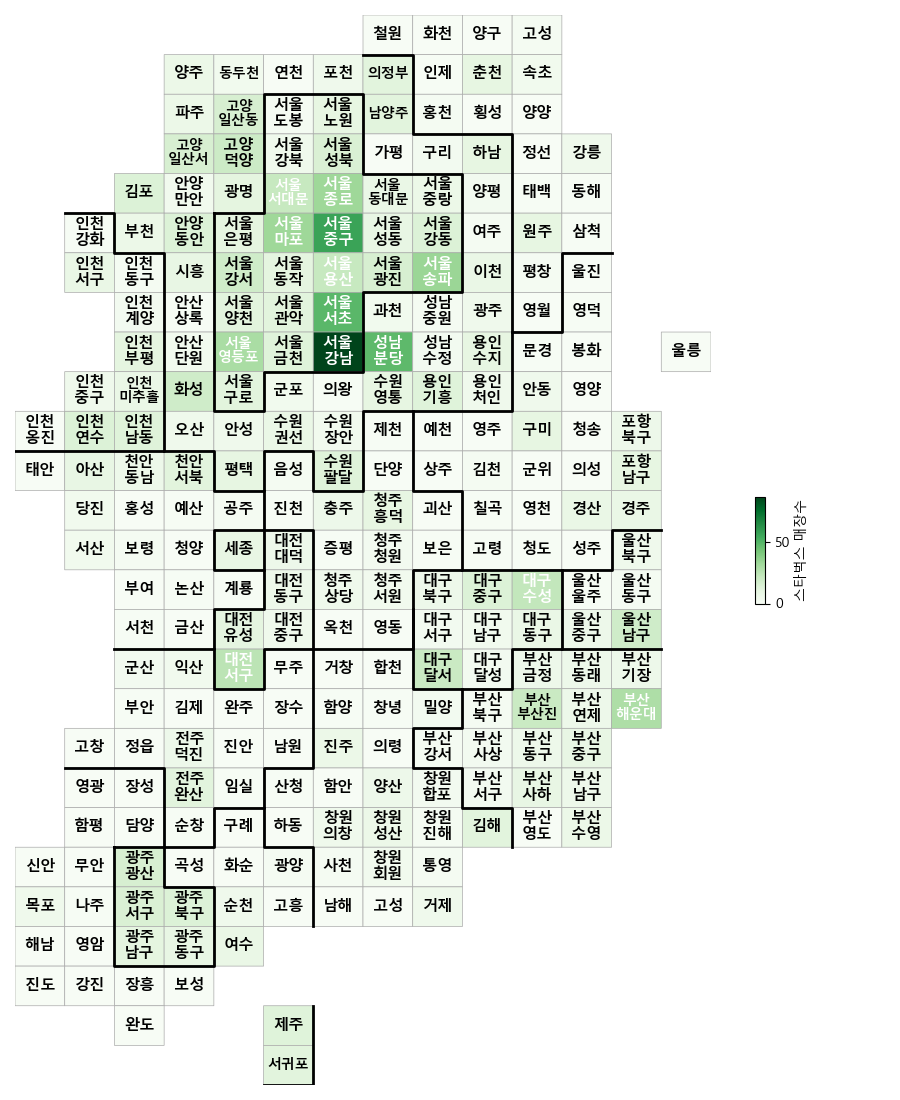 철원 화천 양구 고성
양주 동두천 연천 포천 의정부 인제 춘천 속초
파주 고양 일산동 서울 도봉 서울 노원 남양주 홍천 횡성 양양
고양 일산서 고양 덕양 서울 강북 서울 성북 가평 구리 하남 정선 강릉
김포 안양 만안 광명 서울 서대문 서울 종로 서울 동대문 서울 중랑 양평 태백 동해
인천 강화 부천 안양 동안 서울 은평 서울 마포 서울 중구 서울 성동 서울 강동 여주 원주 삼척
인천 서구 인천 동구 시흥 서울 강서 서울 동작 서울 용산 서울 광진 서울 송파 이천 평창 울진
인천 계양 안산 상록 서울 양천 서울 관악 서울 서초 과천 성남 중원 광주 영월 영덕
인천 부평 안산 단원 서울 영등포 서울 금천 서울 강남 성남 분당 성남 수정 용인 수지 문경 봉화 울릉
인천 중구 인천 미추홀 화성 서울 구로 군포 의왕 수원 영통 용인 기흥 용인 처인 안동 영양
인천 옹진 인천 연수 인천 남동 오산 안성 수원 권선 수원 장안 제천 예천 영주 구미 청송 포항 북구
태안 아산 천안 동남 천안 서북 평택 음성 수원 팔달 단양 상주 김천 군위 의성 포항 남구
당진 홍성 예산 공주 진천 충주 청주 흥덕 괴산 칠곡 영천 경산 경주
서산 보령 청양 세종 대전 대덕 증평 청주 청원 보은 고령 청도 성주 울산 북구
부여 논산 계룡 대전 동구 청주 상당 청주 서원 대구 북구 대구 중구 대구 수성 울산 울주 울산 동구
서천 금산 대전 유성 대전 중구 옥천 영동 대구 서구 대구 남구 대구 동구 울산 중구 울산 남구
군산 익산 대전 서구 무주 거창 합천 대구 달서 대구 달성 부산 금정 부산 동래 부산 기장
부안 김제 완주 장수 함양 창녕 밀양 부산 북구 부산 부산진 부산 연제 부산 해운대
고창 정읍 전주 덕진 진안 남원 진주 의령 부산 강서 부산 사상 부산 동구 부산 중구
영광 장성 전주 완산 임실 산청 함안 양산 창원 합포 부산 서구 부산 사하 부산 남구
함평 담양 순창 구례 하동 창원 의창 창원 성산 창원 진해 김해 부산 영도 부산 수영
신안 무안 광주 광산 곡성 화순 광양 사천 창원 회원 통영
목포 나주 광주 서구 광주 북구 순천 고흥 남해 고성 거제
해남 영암 광주 남구 광주 동구 여수
진도 강진 장흥 보성
완도 제주
서귀포
50
0
스타벅스 매장수